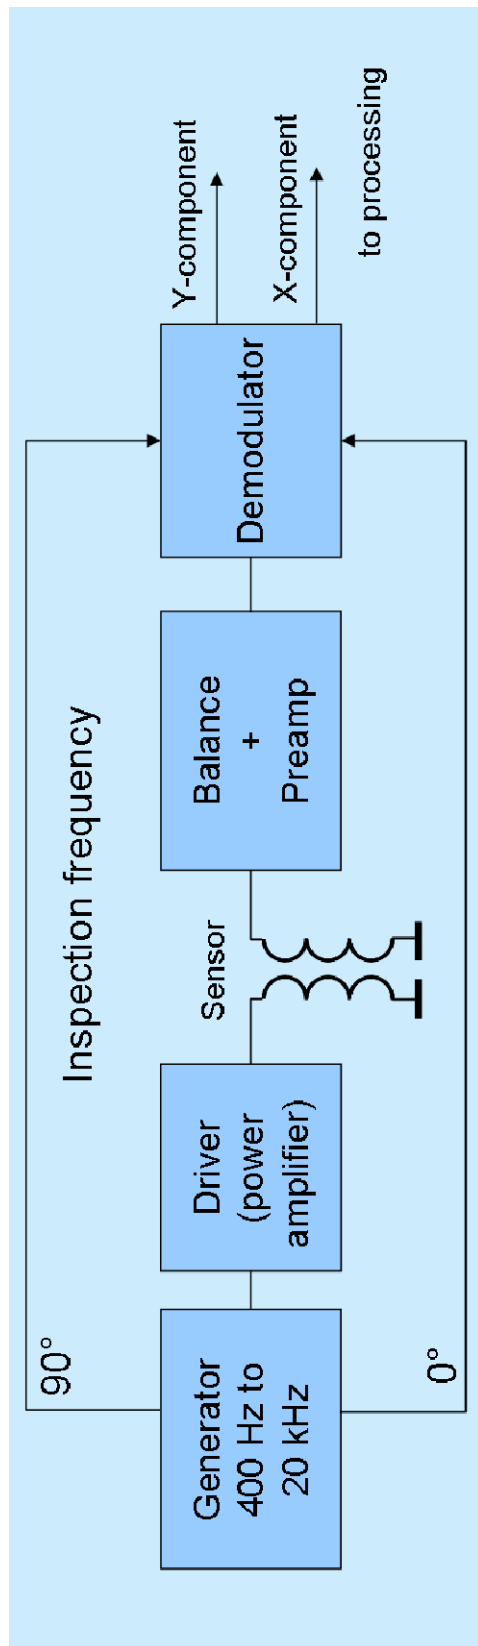 Inspection frequency
90°
Generator
400 Hz to
20 kHz
Driver
(power
amplifier)
Sensor
Balance
+
Preamp
Demodulator
Y-component
X-component
to processing
0°